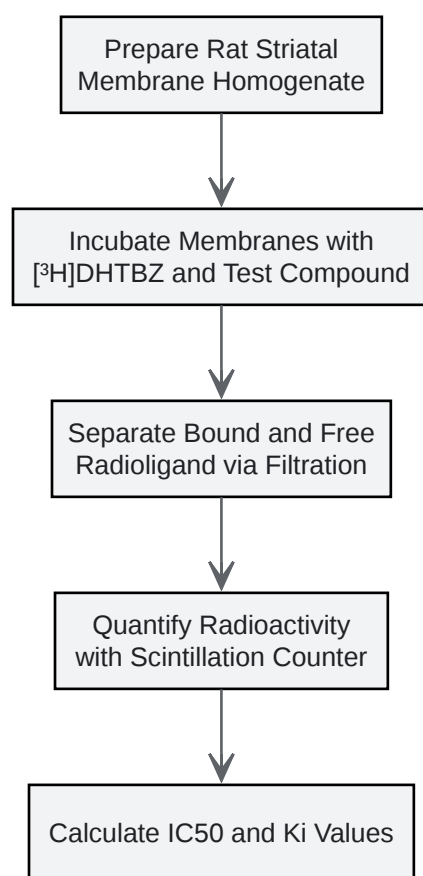 Prepare Rat Striatal
Membrane Homogenate
Incubate Membranes with
[³H]DHTBZ and Test Compound
Separate Bound and Free
Radioligand via Filtration
Quantify Radioactivity
with Scintillation Counter
Calculate IC50 and Ki Values